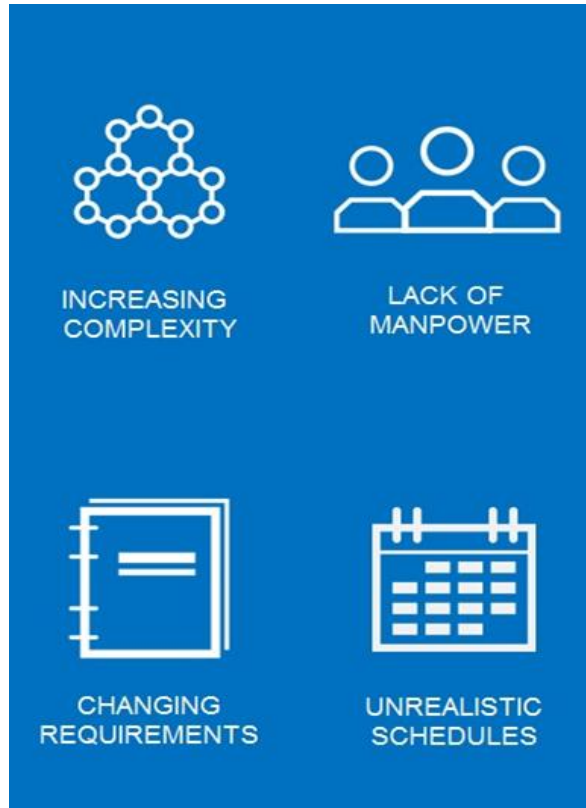 INCREASING
COMPLEXITY
LACK OF
MANPOWER
CHANGING
REQUIREMENTS
UNREALISTIC
SCHEDULES